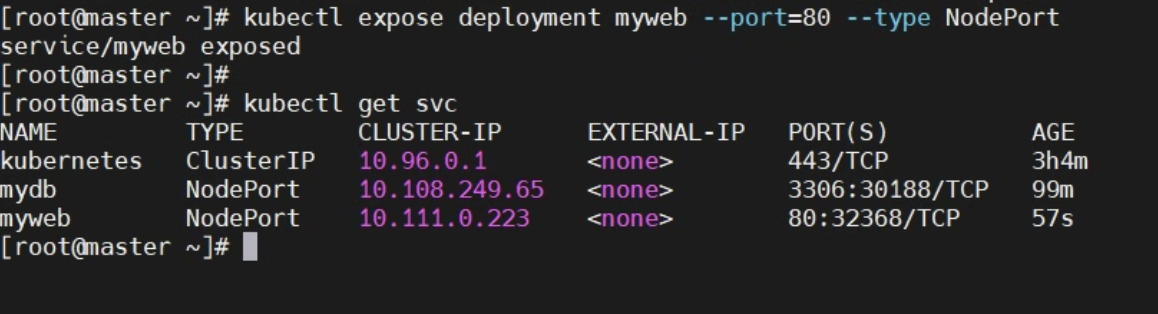 [root@master ~]# kubectl expose deployment myweb --port=80 --type NodePort
service/myweb exposed
[root@master ~]#
[root@master ~]# kubectl get svc
NAME         TYPE        CLUSTER-IP      EXTERNAL-IP   PORT(S)          AGE
kubernetes   ClusterIP   10.96.0.1       <none>        443/TCP          3h4m
mydb         NodePort    10.108.249.65   <none>        3306:30188/TCP   99m
myweb        NodePort    10.111.0.223    <none>        80:32368/TCP     57s
[root@master ~]#